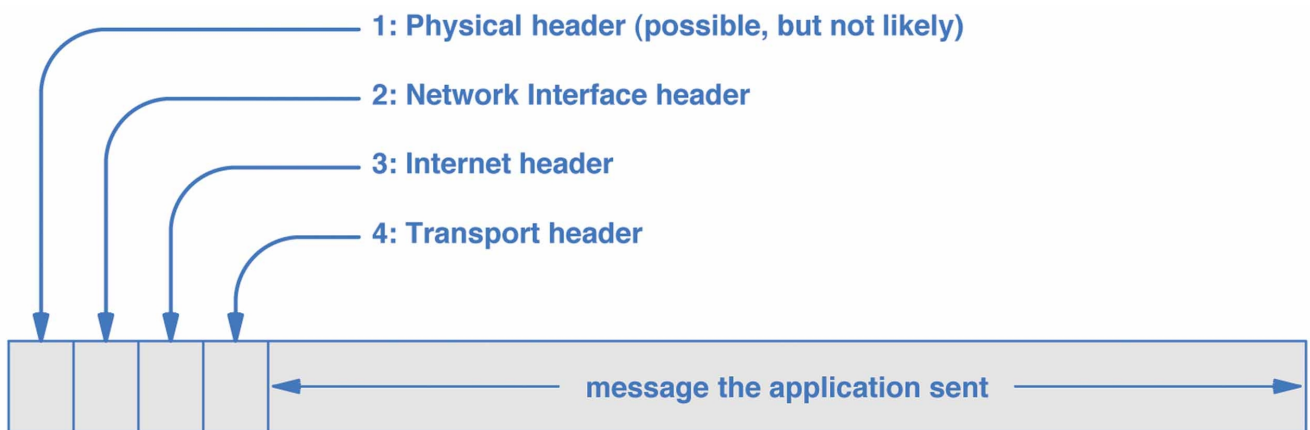 1: Physical header (possible, but not likely)
2: Network Interface header
3: Internet header
4: Transport header
message the application sent